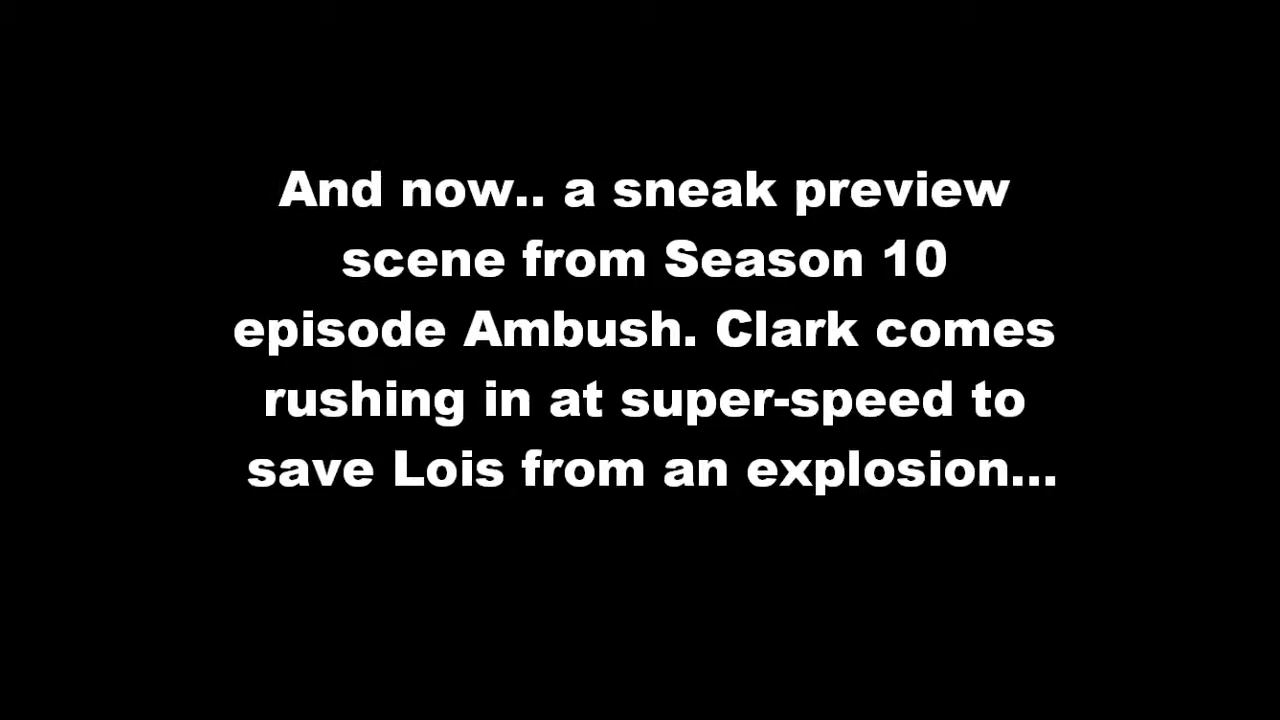 And now.. a sneak preview
scene from Season 10
episode Ambush. Clark comes
rushing in at super-speed to
save Lois from an explosion...